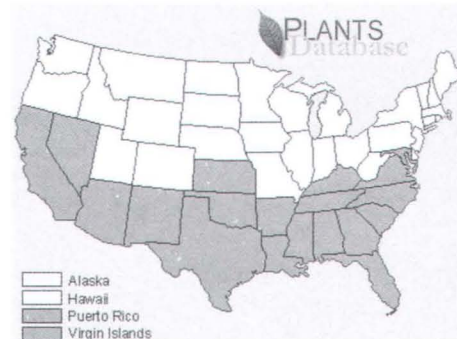 PLANTS
Database
Alaska
Hawaii
Puerto Rico
Virgin Islands